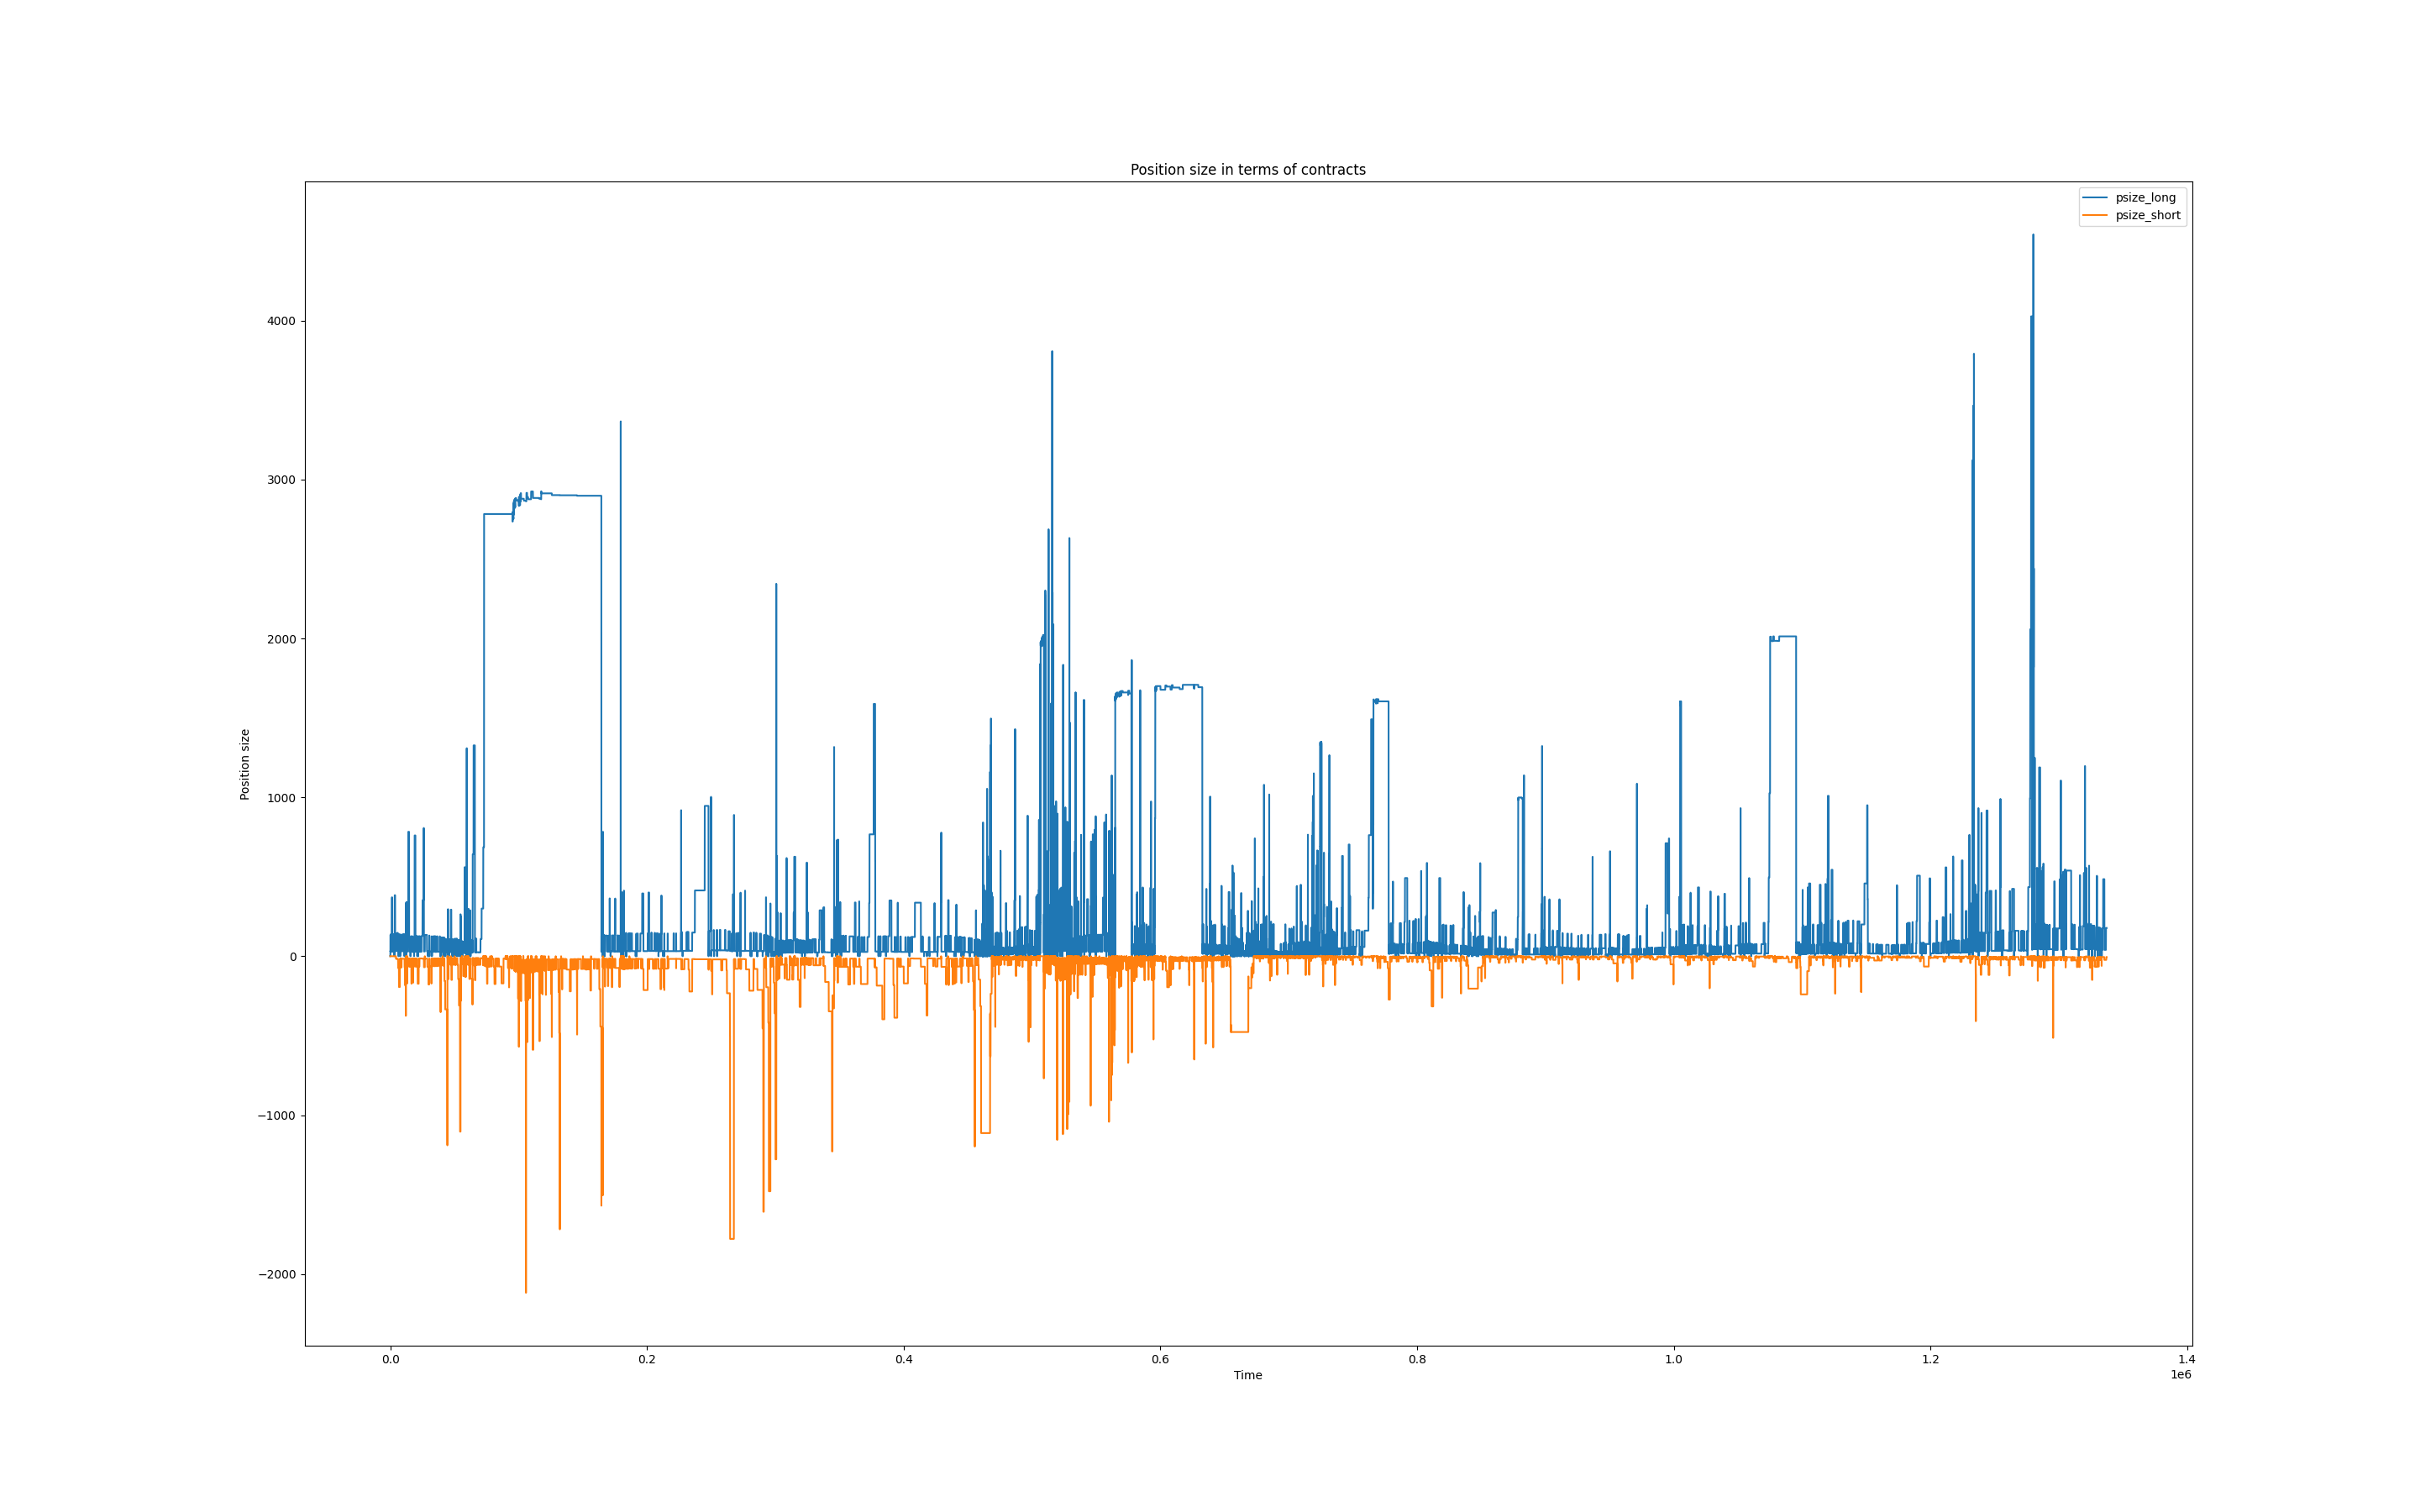 Position size in terms of contracts
psize_long
psize_short
4000
3000
2000
1000
0
−1000
−2000
Position size
0.0 0.2 0.4 0.6 0.8 1.0 1.2 1.4
Time
1e6